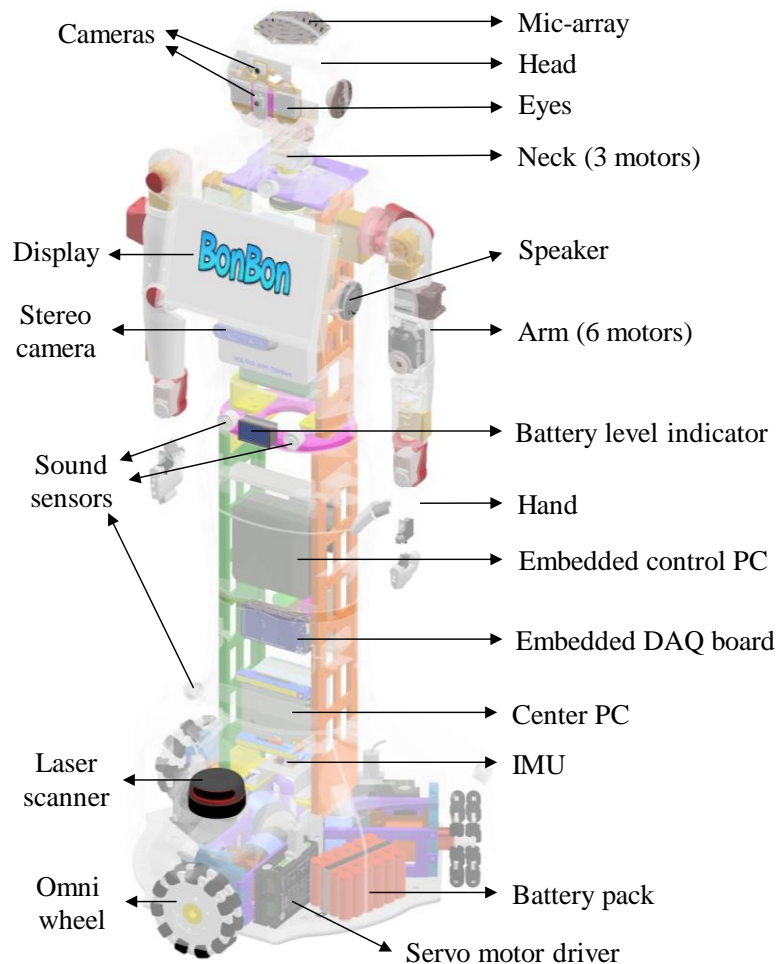 Cameras
Mic-array
Head
Eyes
Neck (3 motors)
Display
BonBon
Speaker
Stereo
camera
Arm (6 motors)
Battery level indicator
Sound
sensors
Hand
Embedded control PC
Embedded DAQ board
Center PC
Laser
scanner
IMU
Omni
wheel
Battery pack
Servo motor driver